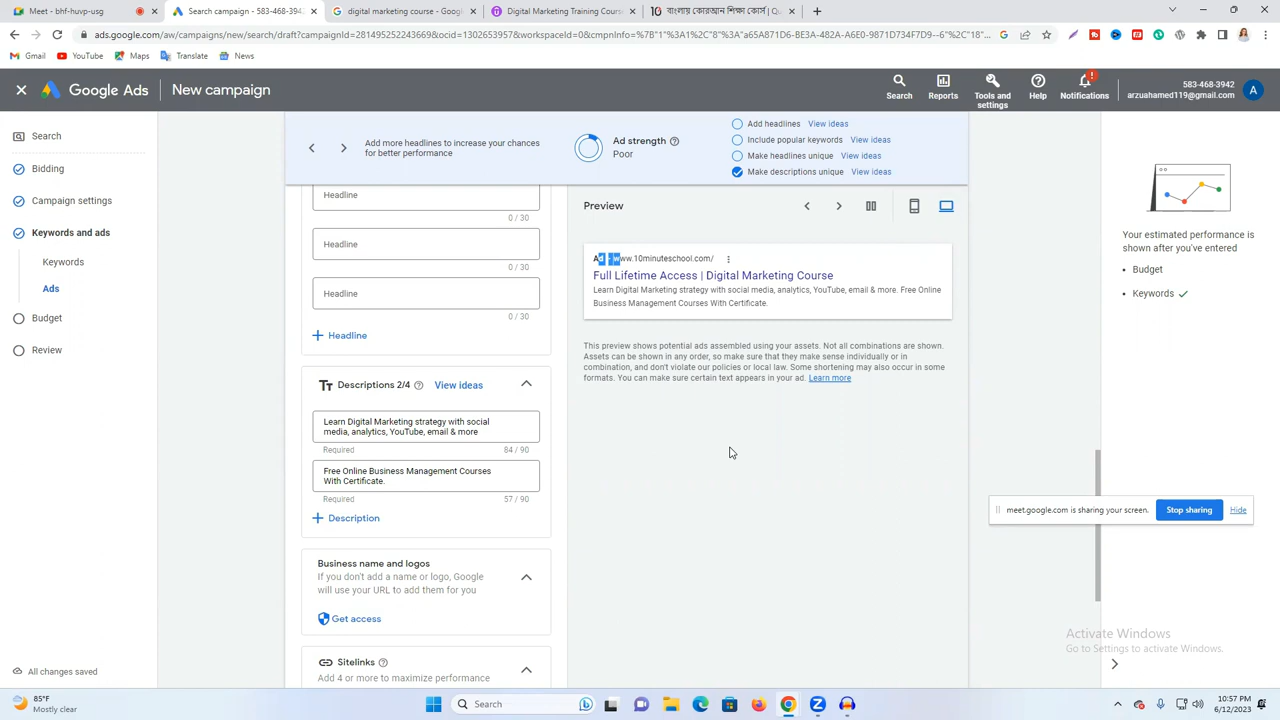 Meet - bhf-huvp-usg
Search campaign - 583-468-394
digital marketing course - Googl
Digital Marketing Training Cours
বাংলায় কোরআন শিক্ষা কোর্স | Qu
ads.google.com/aw/campaigns/new/search/draft?campaignId=281495252243669&ocid=1302653957&workspaceId=0&cmpnInfo=%7B"1"%3A1%2C"8"%3A"a65A871D6-BE3A-482A-A6E0-9871D734F7D9--6"%2C"18"...
Gmail
YouTube
Maps
Translate
News
Google Ads
New campaign
Search
Reports
Tools and
settings
Help
Notifications
583-468-3942
arzuahamed119@gmail.com
A
Search
Bidding
Campaign settings
Keywords and ads
Keywords
Ads
Budget
Review
All changes saved
Add more headlines to increase your chances
for better performance
Ad strength
Poor
Add headlines View ideas
Include popular keywords View ideas
Make headlines unique View ideas
Make descriptions unique View ideas
Headline
0 / 30
Headline
0 / 30
Headline
0 / 30
Headline
Descriptions 2/4 View ideas
Learn Digital Marketing strategy with social
media, analytics, YouTube, email & more
Required 84 / 90
Free Online Business Management Courses
With Certificate.
Required 57 / 90
Description
Business name and logos
If you don't add a name or logo, Google
will use your URL to add them for you
Get access
Sitelinks
Add 4 or more to maximize performance
Preview
Ad · www.10minuteschool.com/
Full Lifetime Access | Digital Marketing Course
Learn Digital Marketing strategy with social media, analytics, YouTube, email & more. Free Online
Business Management Courses With Certificate.
This preview shows potential ads assembled using your assets. Not all combinations are shown.
Assets can be shown in any order, so make sure that they make sense individually or in
combination, and don't violate our policies or local law. Some shortening may also occur in some
formats. You can make sure certain text appears in your ad. Learn more
Your estimated performance is
shown after you've entered
• Budget
• Keywords
meet.google.com is sharing your screen.
Stop sharing
Hide
Activate Windows
Go to Settings to activate Windows.
85°F
Mostly clear
Search
10:57 PM
6/12/2023